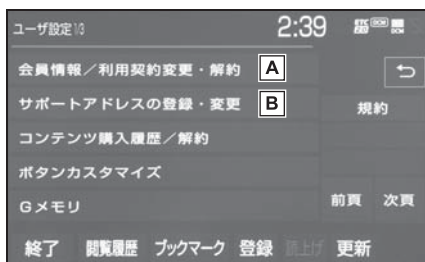 ユーザ設定 1/3
2:39
会員情報／利用契約変更・解約 A
サポートアドレスの登録・変更 B
規約
コンテンツ購入履歴／解約
ボタンカスタマイズ
Gメモリ
前頁 次頁
終了 閲覧履歴 ブックマーク 登録 読上げ 更新